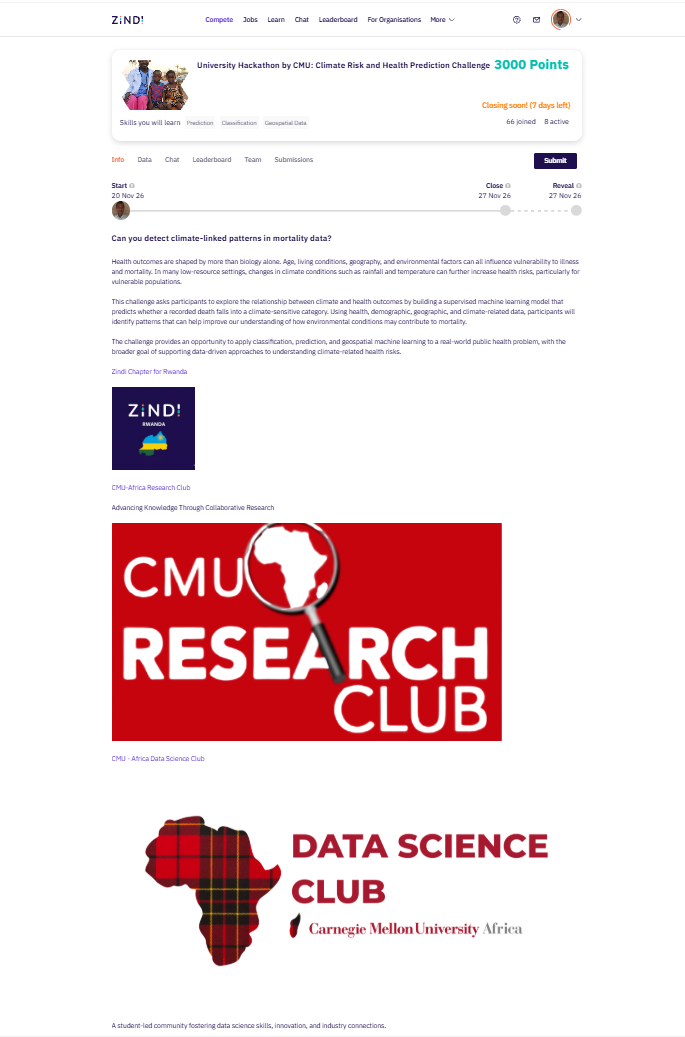 ZiNDi
Compete Jobs Learn Chat Leaderboard For Organisations More
University Hackathon by CMU: Climate Risk and Health Prediction Challenge 3000 Points
Closing soon! (7 days left)
Skills you will learn Prediction Classification Geospatial Data
66 joined 8 active
Info Data Chat Leaderboard Team Submissions
Submit
Start Close Reveal
20 Nov 26 27 Nov 26 27 Nov 26
Can you detect climate-linked patterns in mortality data?
Health outcomes are shaped by more than biology alone. Age, living conditions, geography, and environmental factors can all influence vulnerability to illness
and mortality. In many low-resource settings, changes in climate conditions such as rainfall and temperature can further increase health risks, particularly for
vulnerable populations.
This challenge asks participants to explore the relationship between climate and health outcomes by building a supervised machine learning model that
predicts whether a recorded death falls into a climate-sensitive category. Using health, demographic, geographic, and climate-related data, participants will
identify patterns that can help improve our understanding of how environmental conditions may contribute to mortality.
The challenge provides an opportunity to apply classification, prediction, and geospatial machine learning to a real-world public health problem, with the
broader goal of supporting data-driven approaches to understanding climate-related health risks.
Zindi Chapter for Rwanda
ZiNDi
RWANDA
CMU-Africa Research Club
Advancing Knowledge Through Collaborative Research
CMU
RESEARCH
CLUB
CMU - Africa Data Science Club
DATA SCIENCE
CLUB
Carnegie Mellon University Africa
A student-led community fostering data science skills, innovation, and industry connections.